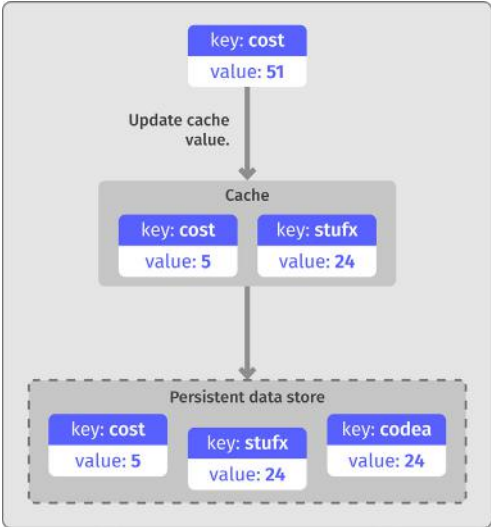 key: cost
value: 51
Update cache
value.
Cache
key: cost
value: 5
key: stufx
value: 24
Persistent data store
key: cost
value: 5
key: stufx
value: 24
key: codea
value: 24